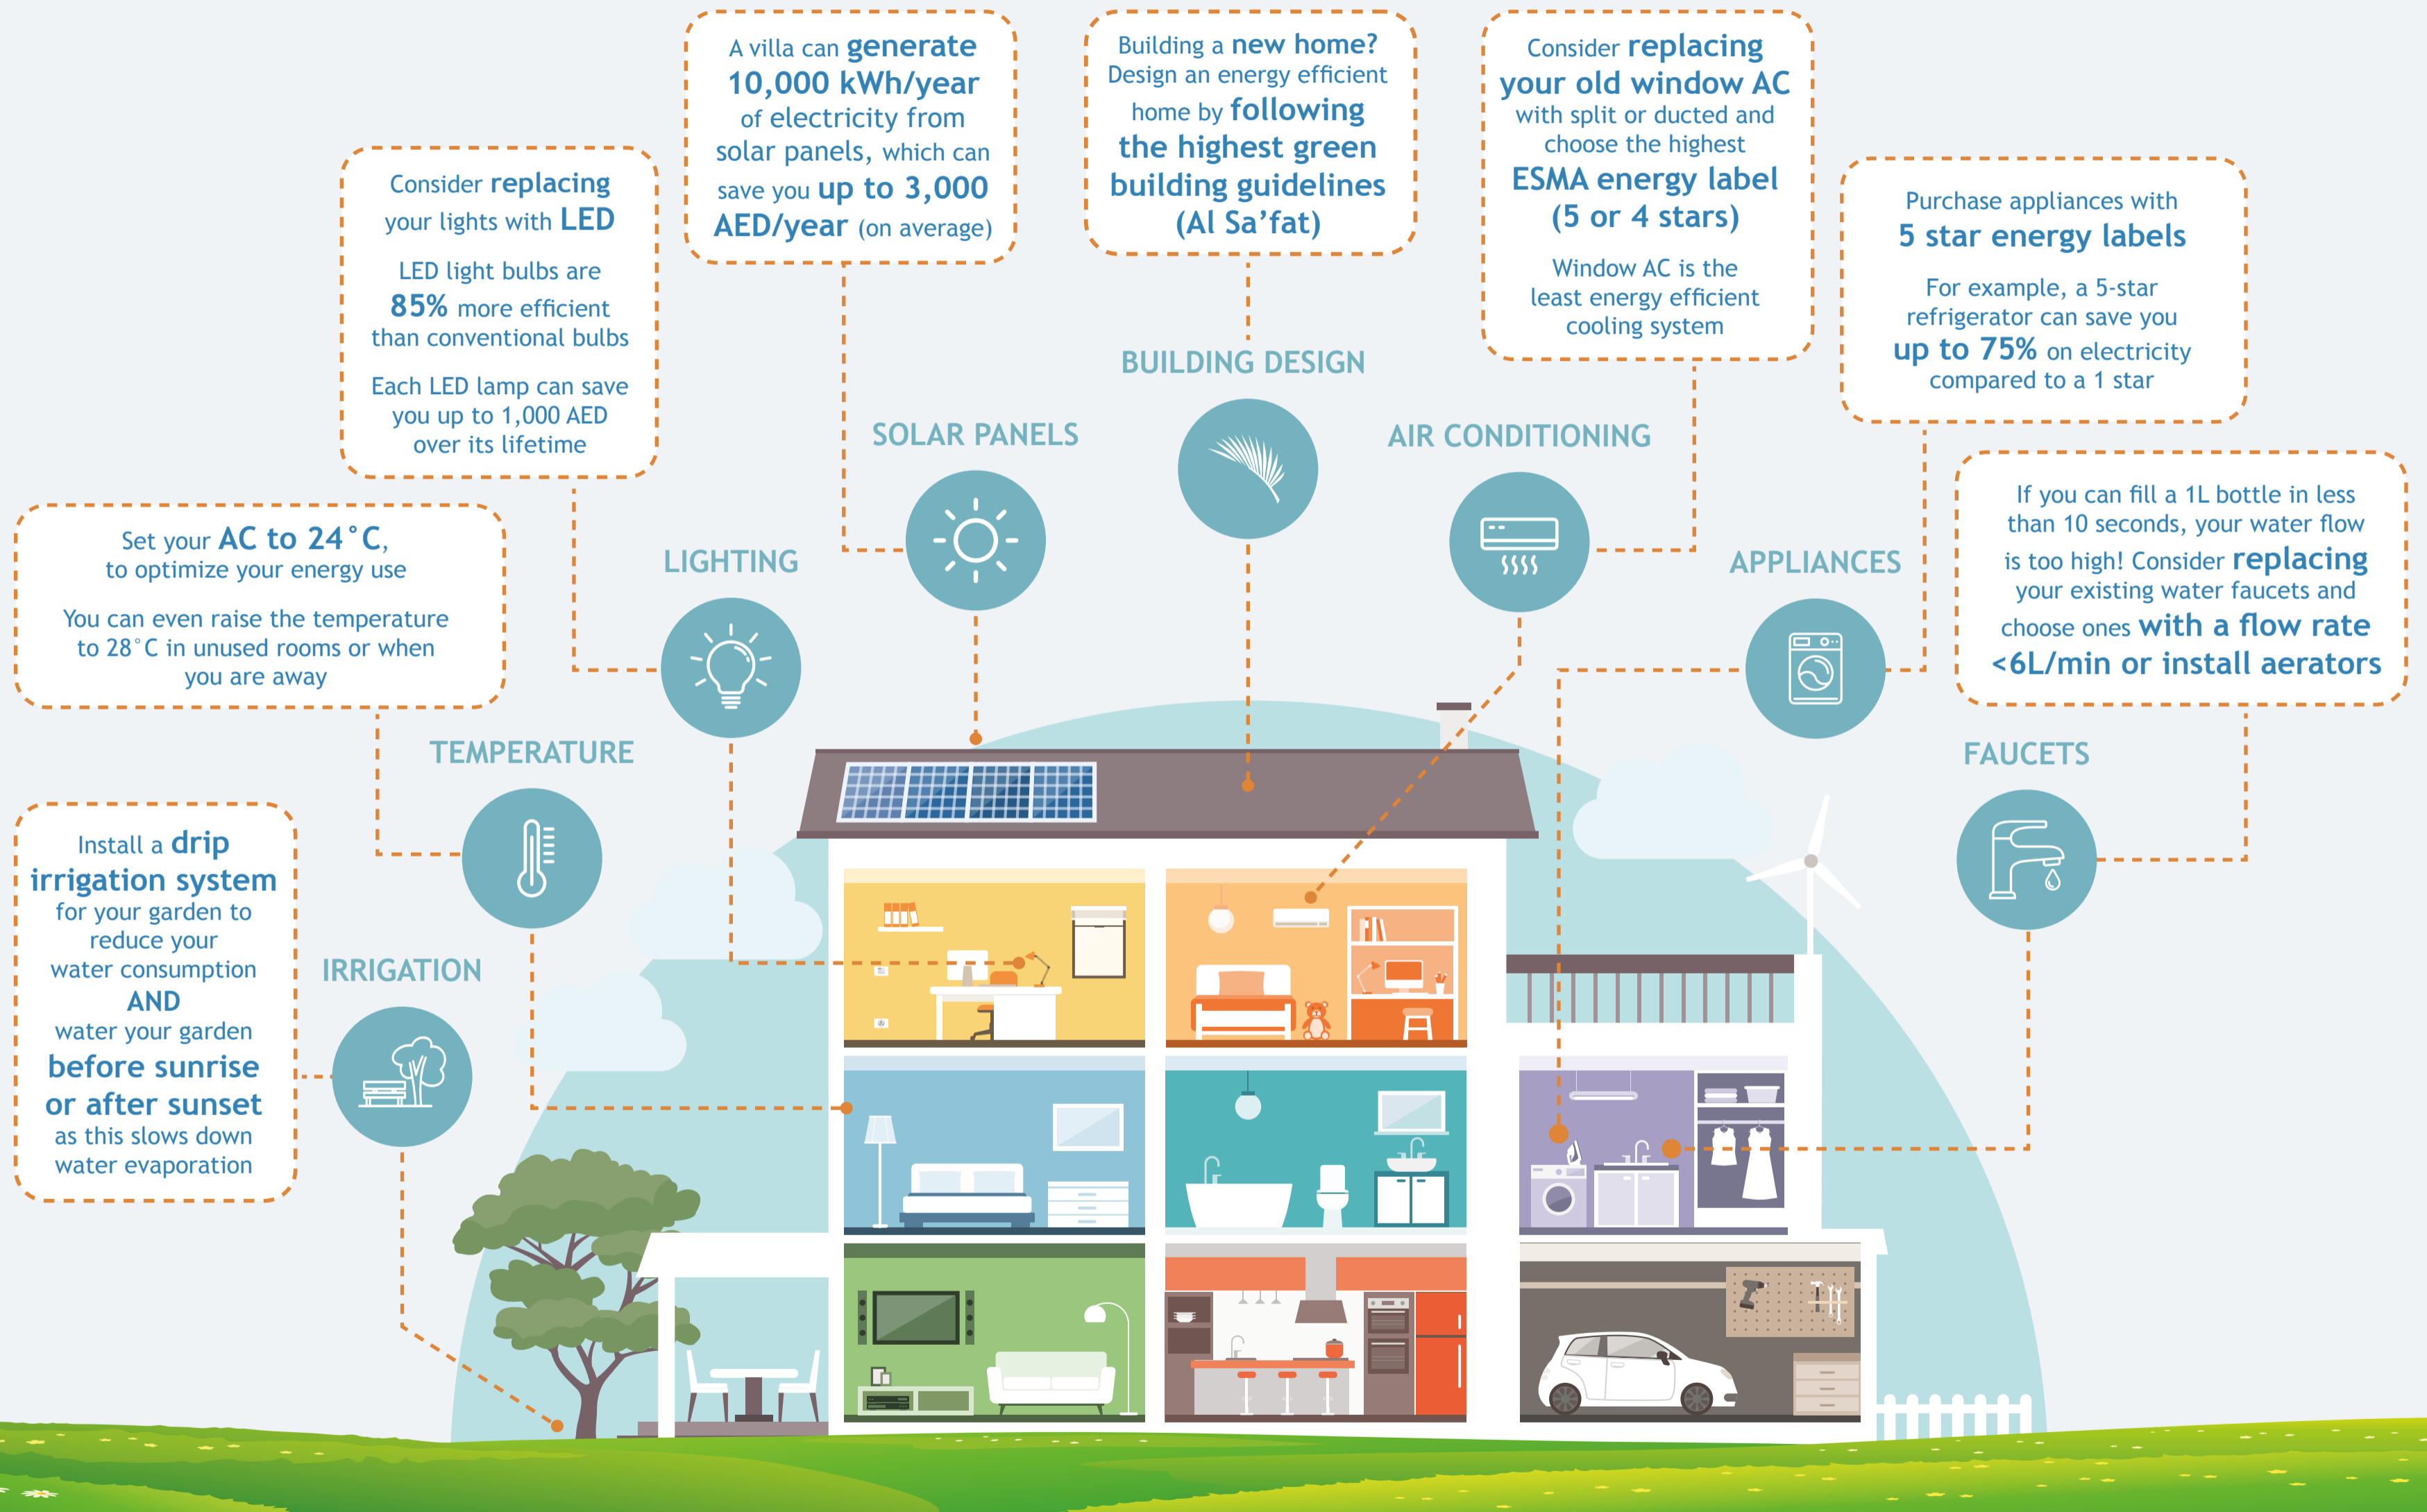 A villa can generate
10,000 kWh/year
of electricity from
solar panels, which can
save you up to 3,000
AED/year (on average)
Building a new home?
Design an energy efficient
home by following
the highest green
building guidelines
(Al Sa’fat)
Consider replacing
your old window AC
with split or ducted and
choose the highest
ESMA energy label
(5 or 4 stars)
Window AC is the
least energy efficient
cooling system
Consider replacing
your lights with LED
LED light bulbs are
85% more efficient
than conventional bulbs
Each LED lamp can save
you up to 1,000 AED
over its lifetime
Purchase appliances with
5 star energy labels
For example, a 5-star
refrigerator can save you
up to 75% on electricity
compared to a 1 star
BUILDING DESIGN
SOLAR PANELS
AIR CONDITIONING
Set your AC to 24°C,
to optimize your energy use
You can even raise the temperature
to 28°C in unused rooms or when
you are away
LIGHTING
APPLIANCES
If you can fill a 1L bottle in less
than 10 seconds, your water flow
is too high! Consider replacing
your existing water faucets and
choose ones with a flow rate
<6L/min or install aerators
TEMPERATURE
FAUCETS
Install a drip
irrigation system
for your garden to
reduce your
water consumption
AND
water your garden
before sunrise
or after sunset
as this slows down
water evaporation
IRRIGATION